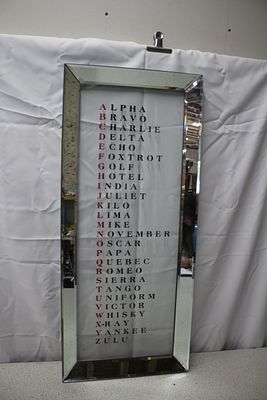 ALPHA
BRAVO
CHARLIE
DELTA
ECHO
FOXTROT
GOLF
HOTEL
INDIA
JULIET
KILO
LIMA
MIKE
NOVEMBER
OSCAR
PAPA
QUEBEC
ROMEO
SIERRA
TANGO
UNIFORM
VICTOR
WHISKY
X-RAY
YANKEE
ZULU